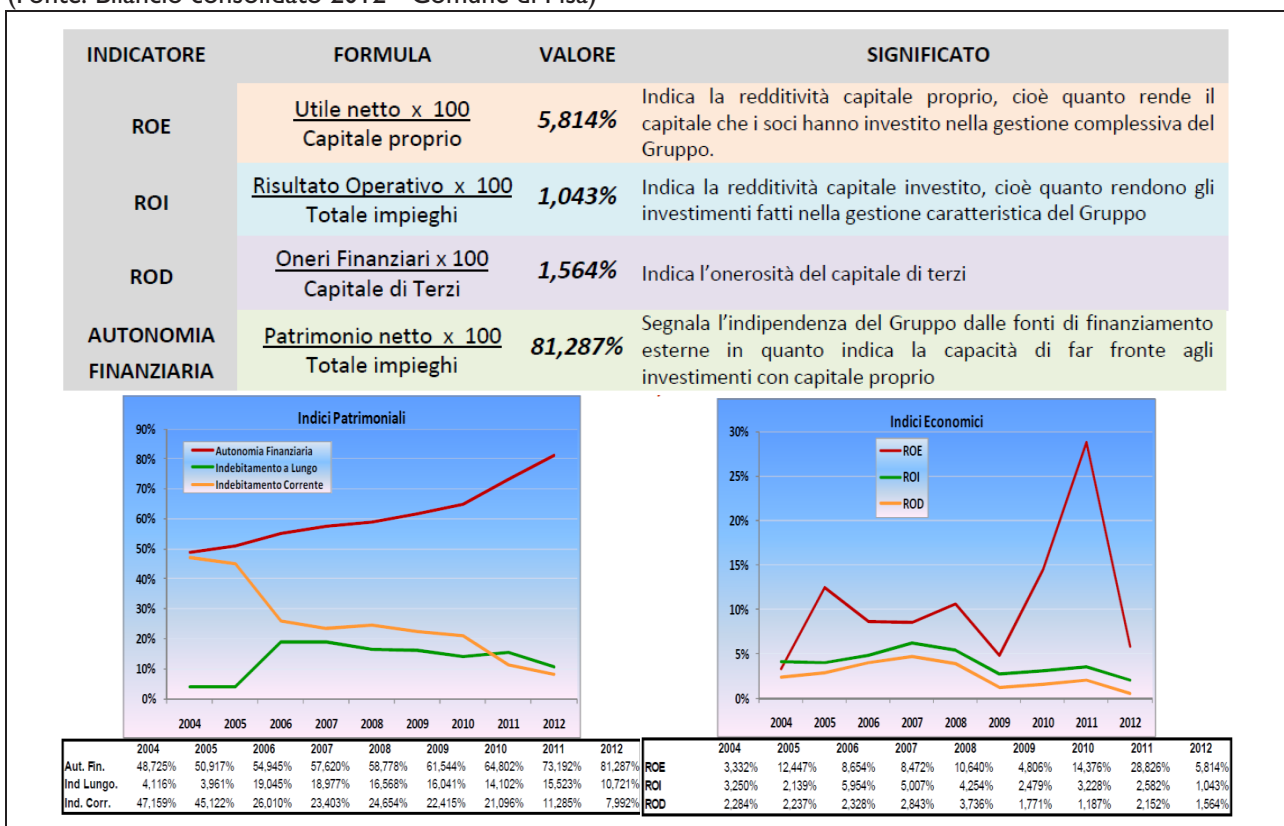 (Fonte: Bilancio consolidato 2012 - Comune di Pisa)
INDICATORE FORMULA VALORE SIGNIFICATO
ROE
Utile netto x 100
Capitale proprio
5,814%
Indica la redditività capitale proprio, cioè quanto rende il
capitale che i soci hanno investito nella gestione complessiva del
Gruppo.
ROI
Risultato Operativo x 100
Totale impieghi
1,043%
Indica la redditività capitale investito, cioè quanto rendono gli
investimenti fatti nella gestione caratteristica del Gruppo
ROD
Oneri Finanziari x 100
Capitale di Terzi
1,564%
Indica l'onerosità del capitale di terzi
AUTONOMIA
FINANZIARIA
Patrimonio netto x 100
Totale impieghi
81,287%
Segnala l'indipendenza del Gruppo dalle fonti di finanziamento
esterne in quanto indica la capacità di far fronte agli
investimenti con capitale proprio
Indici Patrimoniali
Autonomia Finanziaria
Indebitamento a Lungo
Indebitamento Corrente
90%
80%
70%
60%
50%
40%
30%
20%
10%
0%
2004 2005 2006 2007 2008 2009 2010 2011 2012
2004 2005 2006 2007 2008 2009 2010 2011 2012
Aut. Fin. 48,725% 50,917% 54,945% 57,620% 58,778% 61,544% 64,802% 73,192% 81,287%
Ind Lungo. 4,116% 3,961% 19,045% 18,977% 16,568% 16,041% 14,102% 15,523% 10,721%
Ind. Corr. 47,159% 45,122% 26,010% 23,403% 24,654% 22,415% 21,096% 11,285% 7,992%
Indici Economici
ROE
ROI
ROD
30%
25%
20%
15%
10%
5%
0%
2004 2005 2006 2007 2008 2009 2010 2011 2012
2004 2005 2006 2007 2008 2009 2010 2011 2012
ROE 3,332% 12,447% 8,654% 8,472% 10,640% 4,806% 14,376% 28,826% 5,814%
ROI 3,250% 2,139% 5,954% 5,007% 4,254% 2,479% 3,228% 2,582% 1,043%
ROD 2,284% 2,237% 2,328% 2,843% 3,736% 1,771% 1,187% 2,152% 1,564%